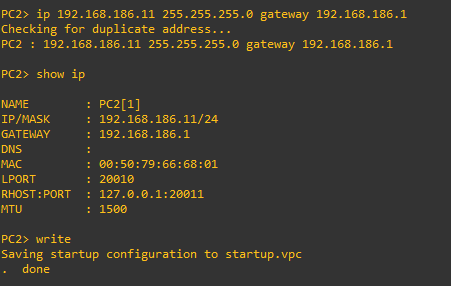 PC2> ip 192.168.186.11 255.255.255.0 gateway 192.168.186.1
Checking for duplicate address...
PC2 : 192.168.186.11 255.255.255.0 gateway 192.168.186.1
PC2> show ip
NAME        : PC2[1]
IP/MASK     : 192.168.186.11/24
GATEWAY     : 192.168.186.1
DNS         :
MAC         : 00:50:79:66:68:01
LPORT       : 20010
RHOST:PORT  : 127.0.0.1:20011
MTU         : 1500
PC2> write
Saving startup configuration to startup.vpc
.  done